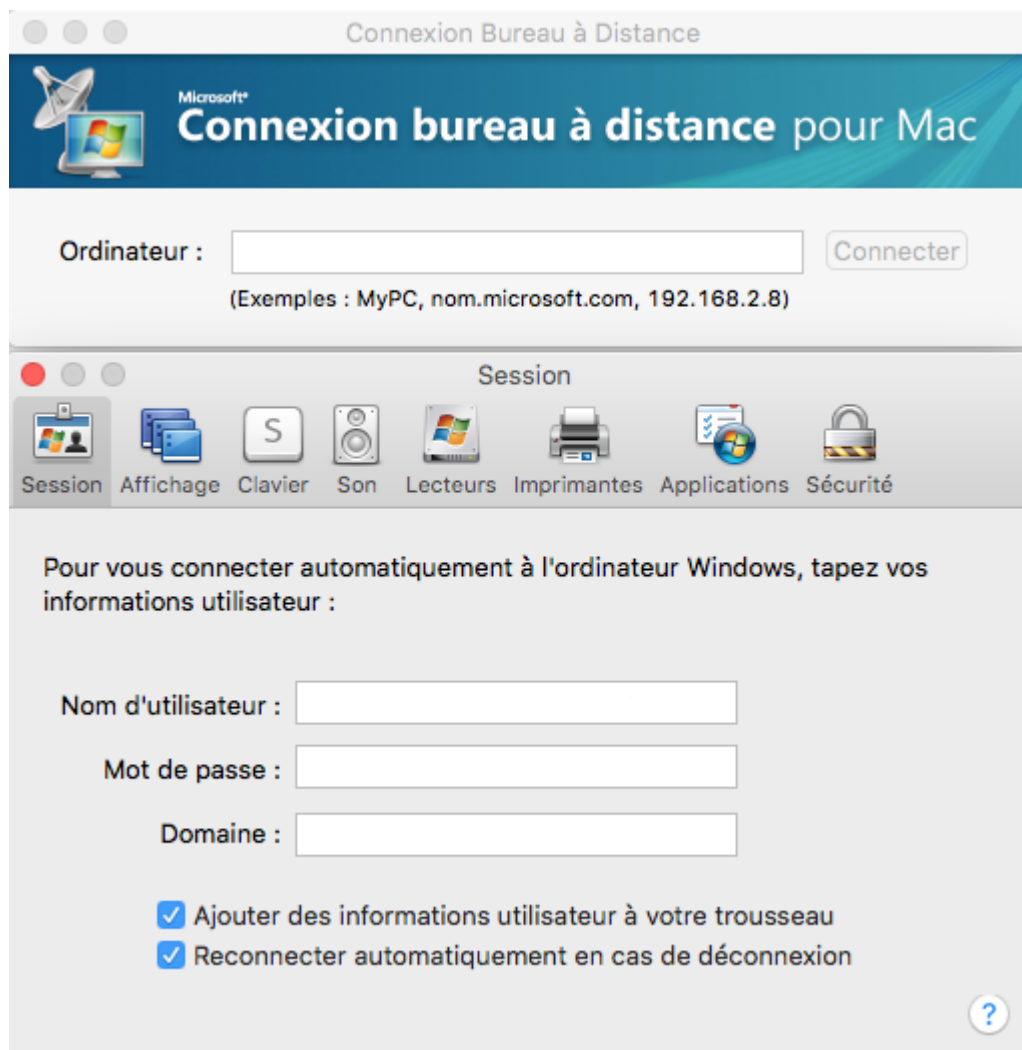 Connexion Bureau à Distance
Microsoft®
Connexion bureau à distance pour Mac
Ordinateur :
Connecter
(Exemples : MyPC, nom.microsoft.com, 192.168.2.8)
Session
S
Session Affichage Clavier Son Lecteurs Imprimantes Applications Sécurité
Pour vous connecter automatiquement à l'ordinateur Windows, tapez vos
informations utilisateur :
Nom d'utilisateur :
Mot de passe :
Domaine :
Ajouter des informations utilisateur à votre trousseau
Reconnecter automatiquement en cas de déconnexion
?